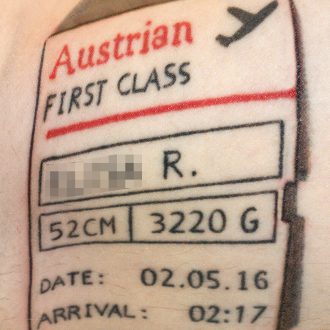 Austrian
FIRST CLASS
R.
52CM 3220 G
DATE: 02.05.16
ARRIVAL: 02:17